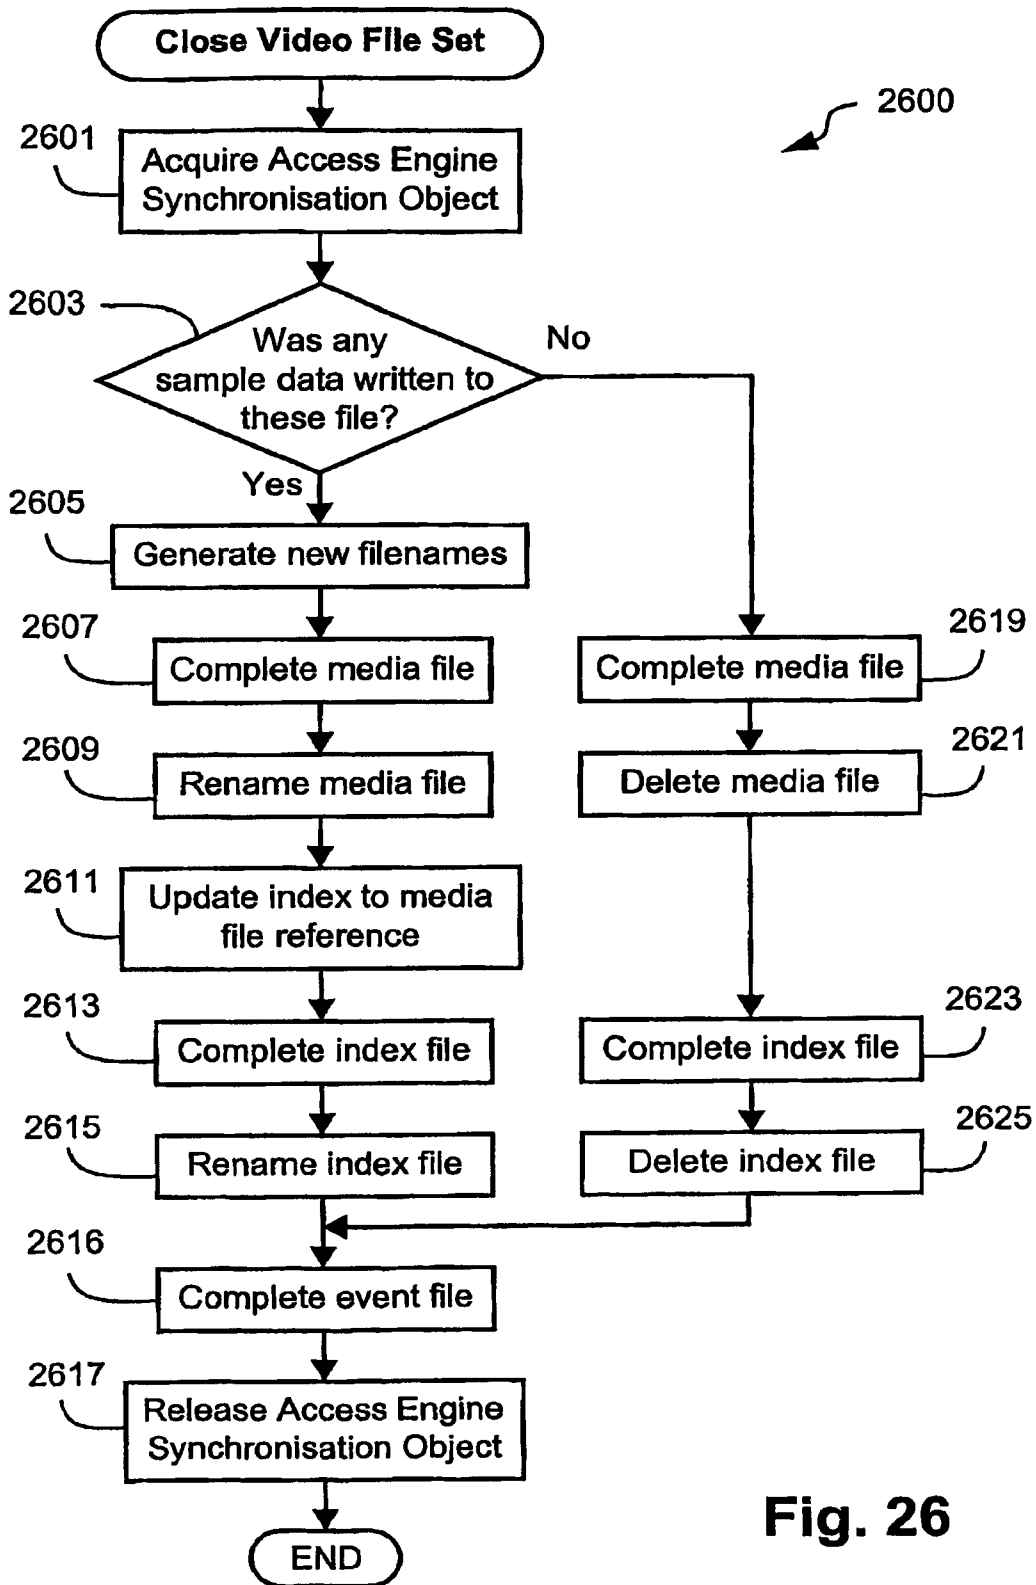 Close Video File Set
2600
2601
Acquire Access Engine
Synchronisation Object
2603
Was any
sample data written to
these file?
No
Yes
2605
Generate new filenames
2607
Complete media file
2619
Complete media file
2609
Rename media file
2621
Delete media file
2611
Update index to media
file reference
2613
Complete index file
2623
Complete index file
2615
Rename index file
2625
Delete index file
2616
Complete event file
2617
Release Access Engine
Synchronisation Object
END
Fig. 26